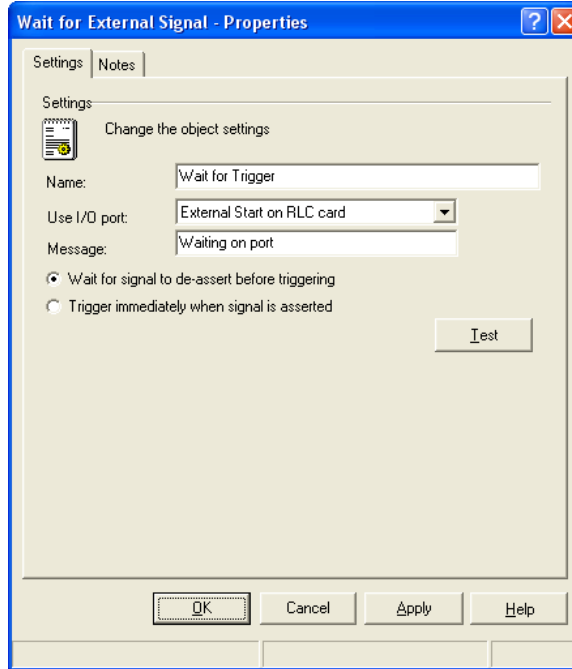 Wait for External Signal - Properties
Settings Notes
Settings
Change the object settings
Name: Wait for Trigger
Use I/O port: External Start on RLC card
Message: Waiting on port
Wait for signal to de-assert before triggering
Trigger immediately when signal is asserted
Test
OK Cancel Apply Help